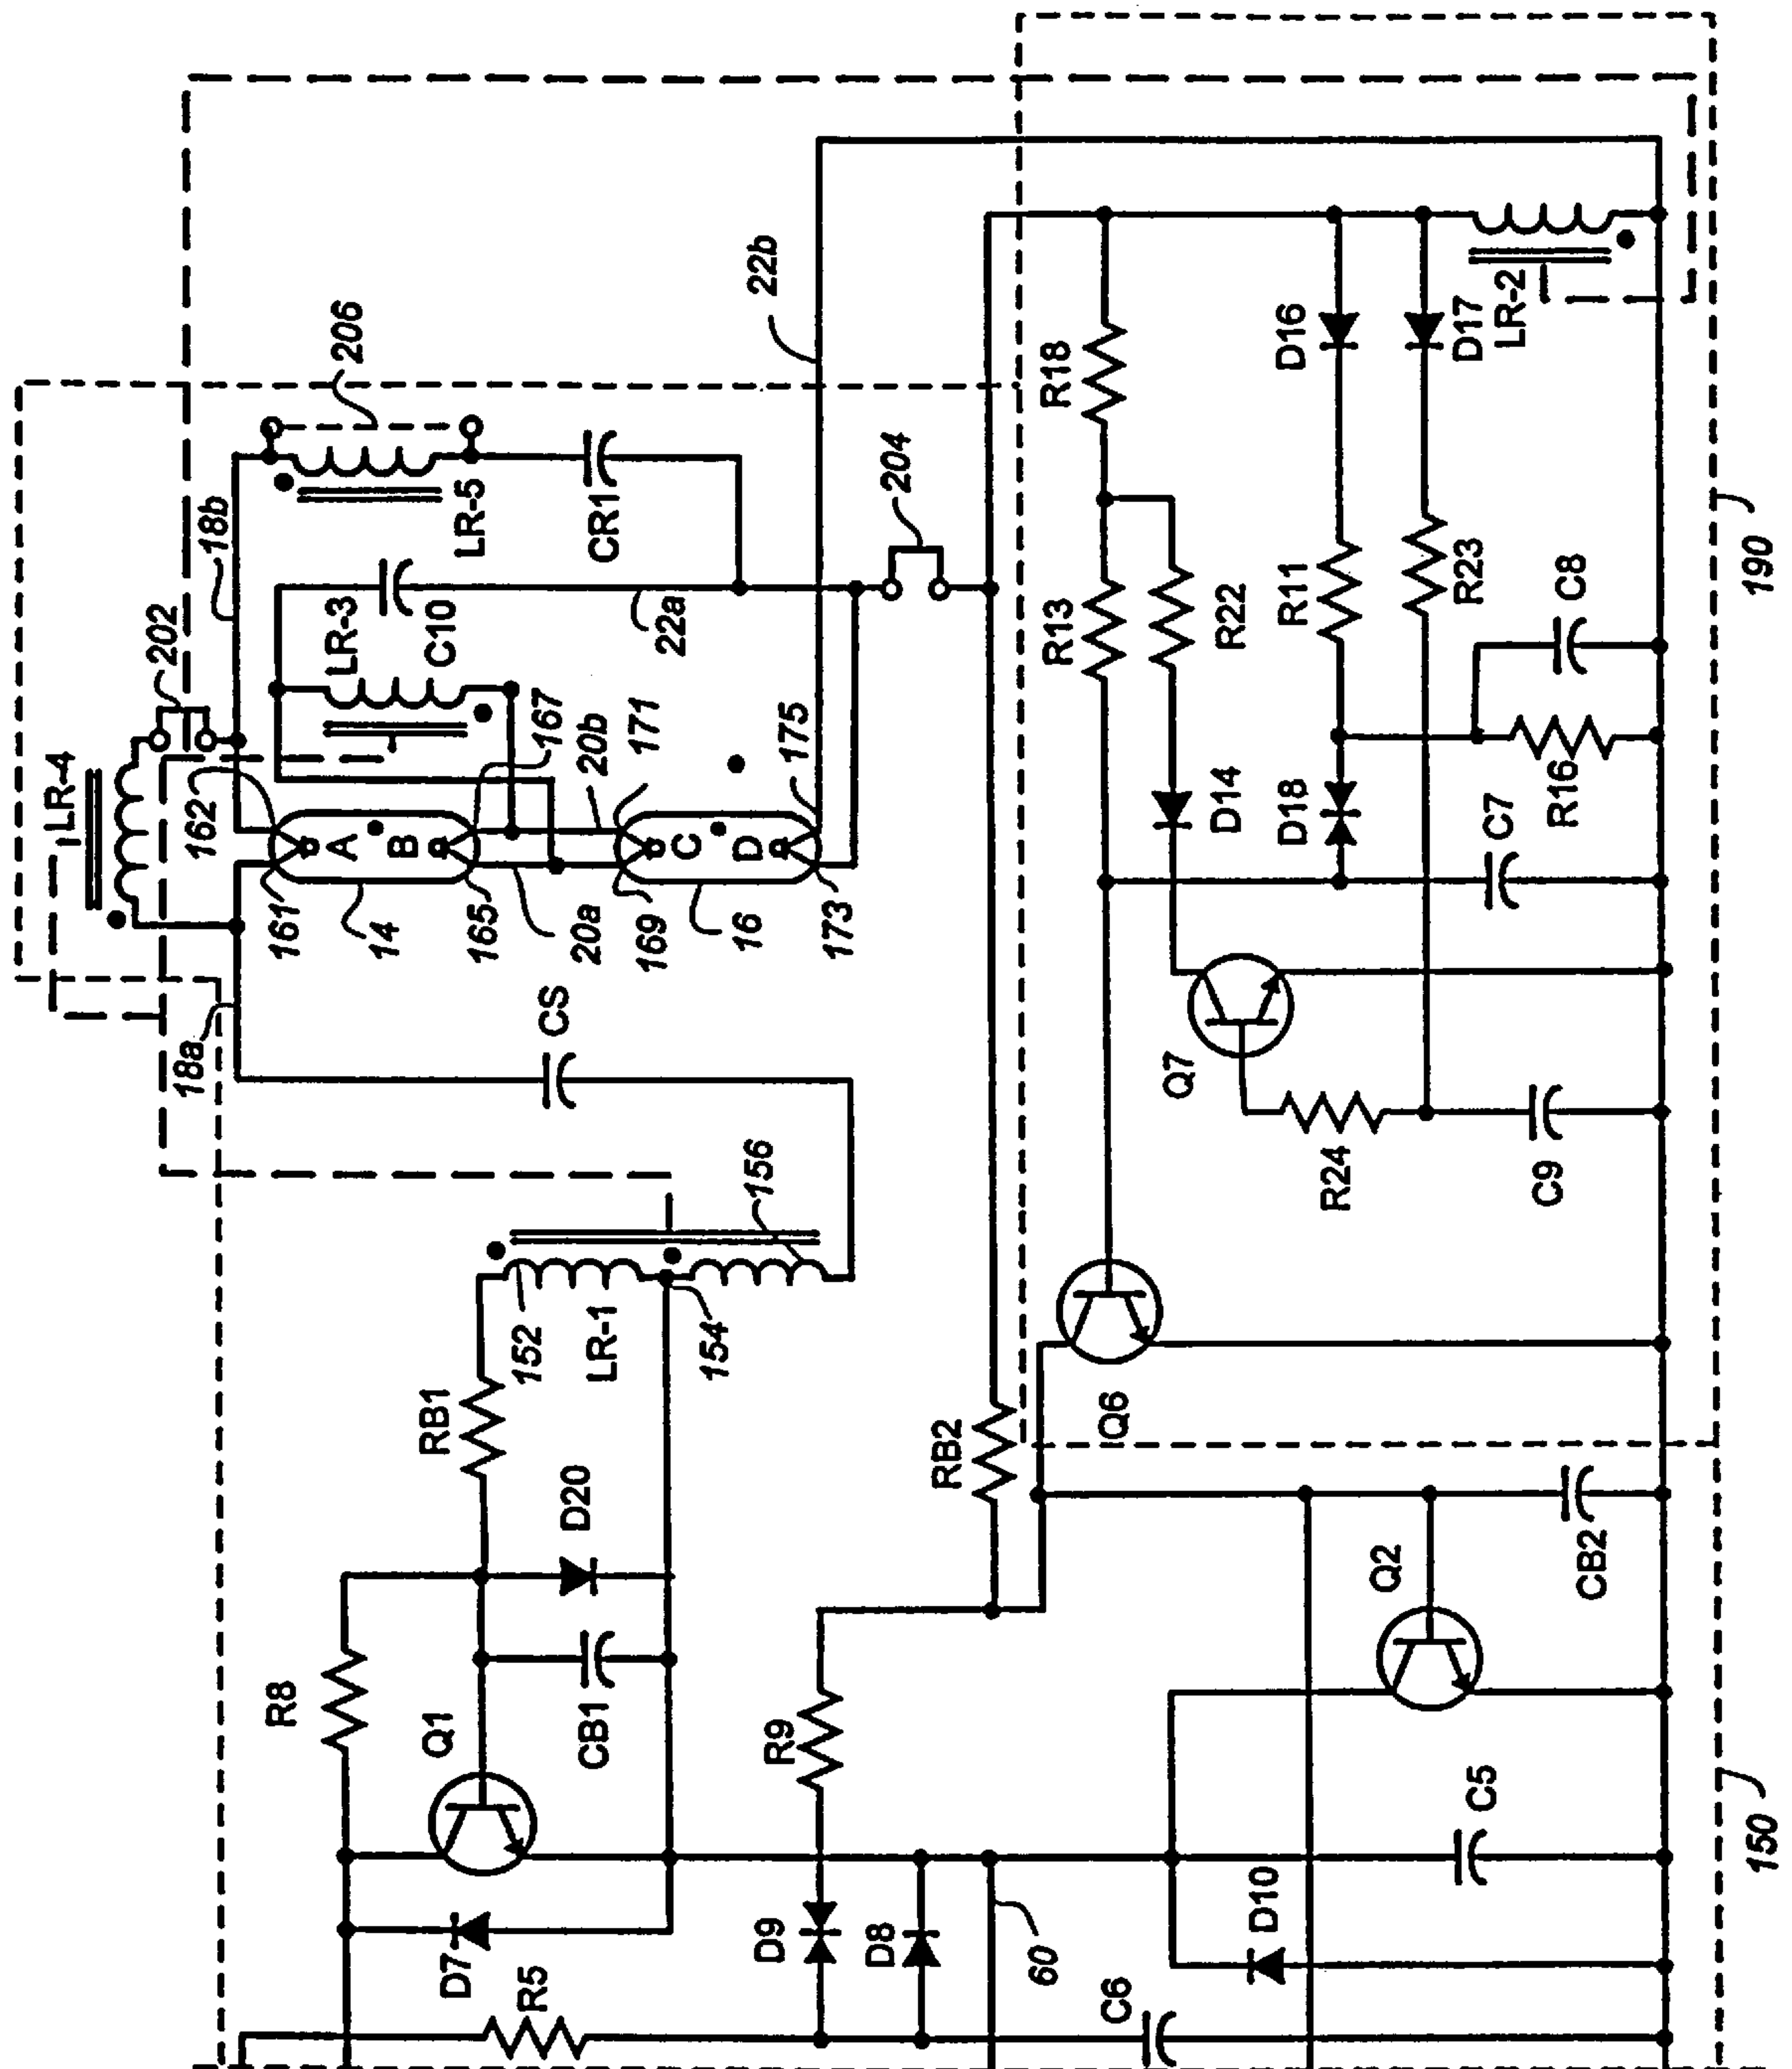 LR-4
202
18b
206
162
LR-5
CR1
LR-3
C10
22a
22b
161
14
165
20a
20b
167
171
169
16
173
175
A
B
C
D
204
18a
CS
156
152
LR-1
154
RB1
D20
R8
Q1
CB1
D7
R5
R9
D9
D8
60
C6
D10
C5
Q2
CB2
RB2
Q6
R18
R13
R22
D14
D16
D17
LR-2
R11
R23
D18
C7
R16
C8
Q7
R24
C9
190
150